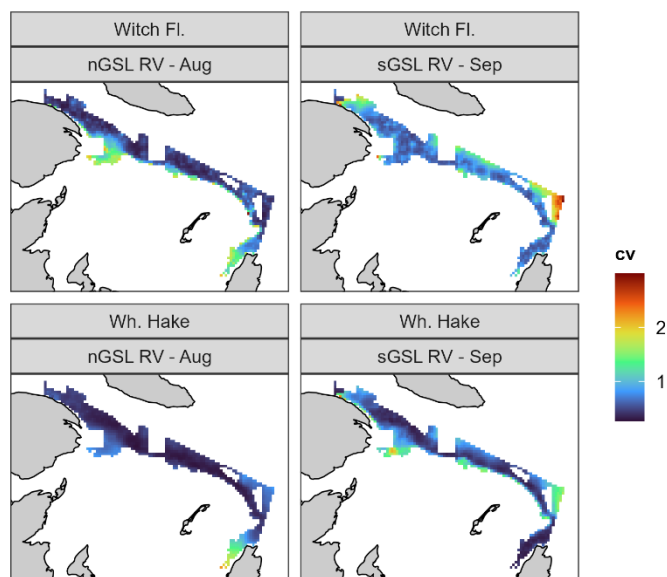 Witch Fl.
nGSL RV - Aug
Witch Fl.
sGSL RV - Sep
Wh. Hake
nGSL RV - Aug
Wh. Hake
sGSL RV - Sep
cv
2
1